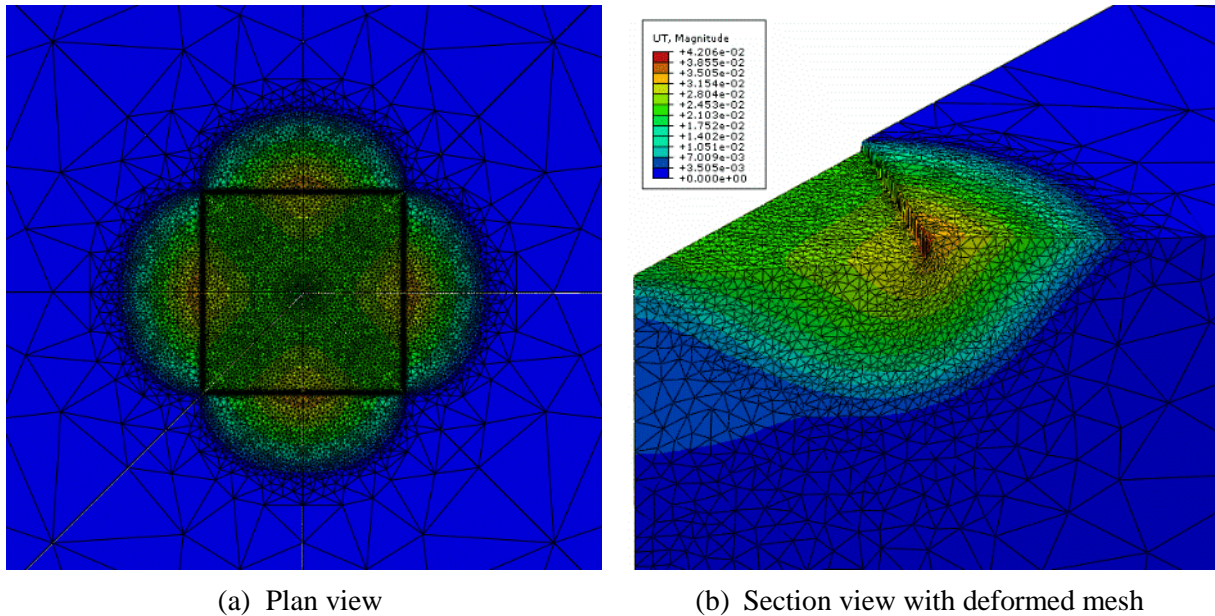 UT, Magnitude
+4.206e-02
+3.855e-02
+3.505e-02
+3.154e-02
+2.804e-02
+2.453e-02
+2.103e-02
+1.752e-02
+1.402e-02
+1.051e-02
+7.009e-03
+3.505e-03
+0.000e+00
(a) Plan view
(b) Section view with deformed mesh